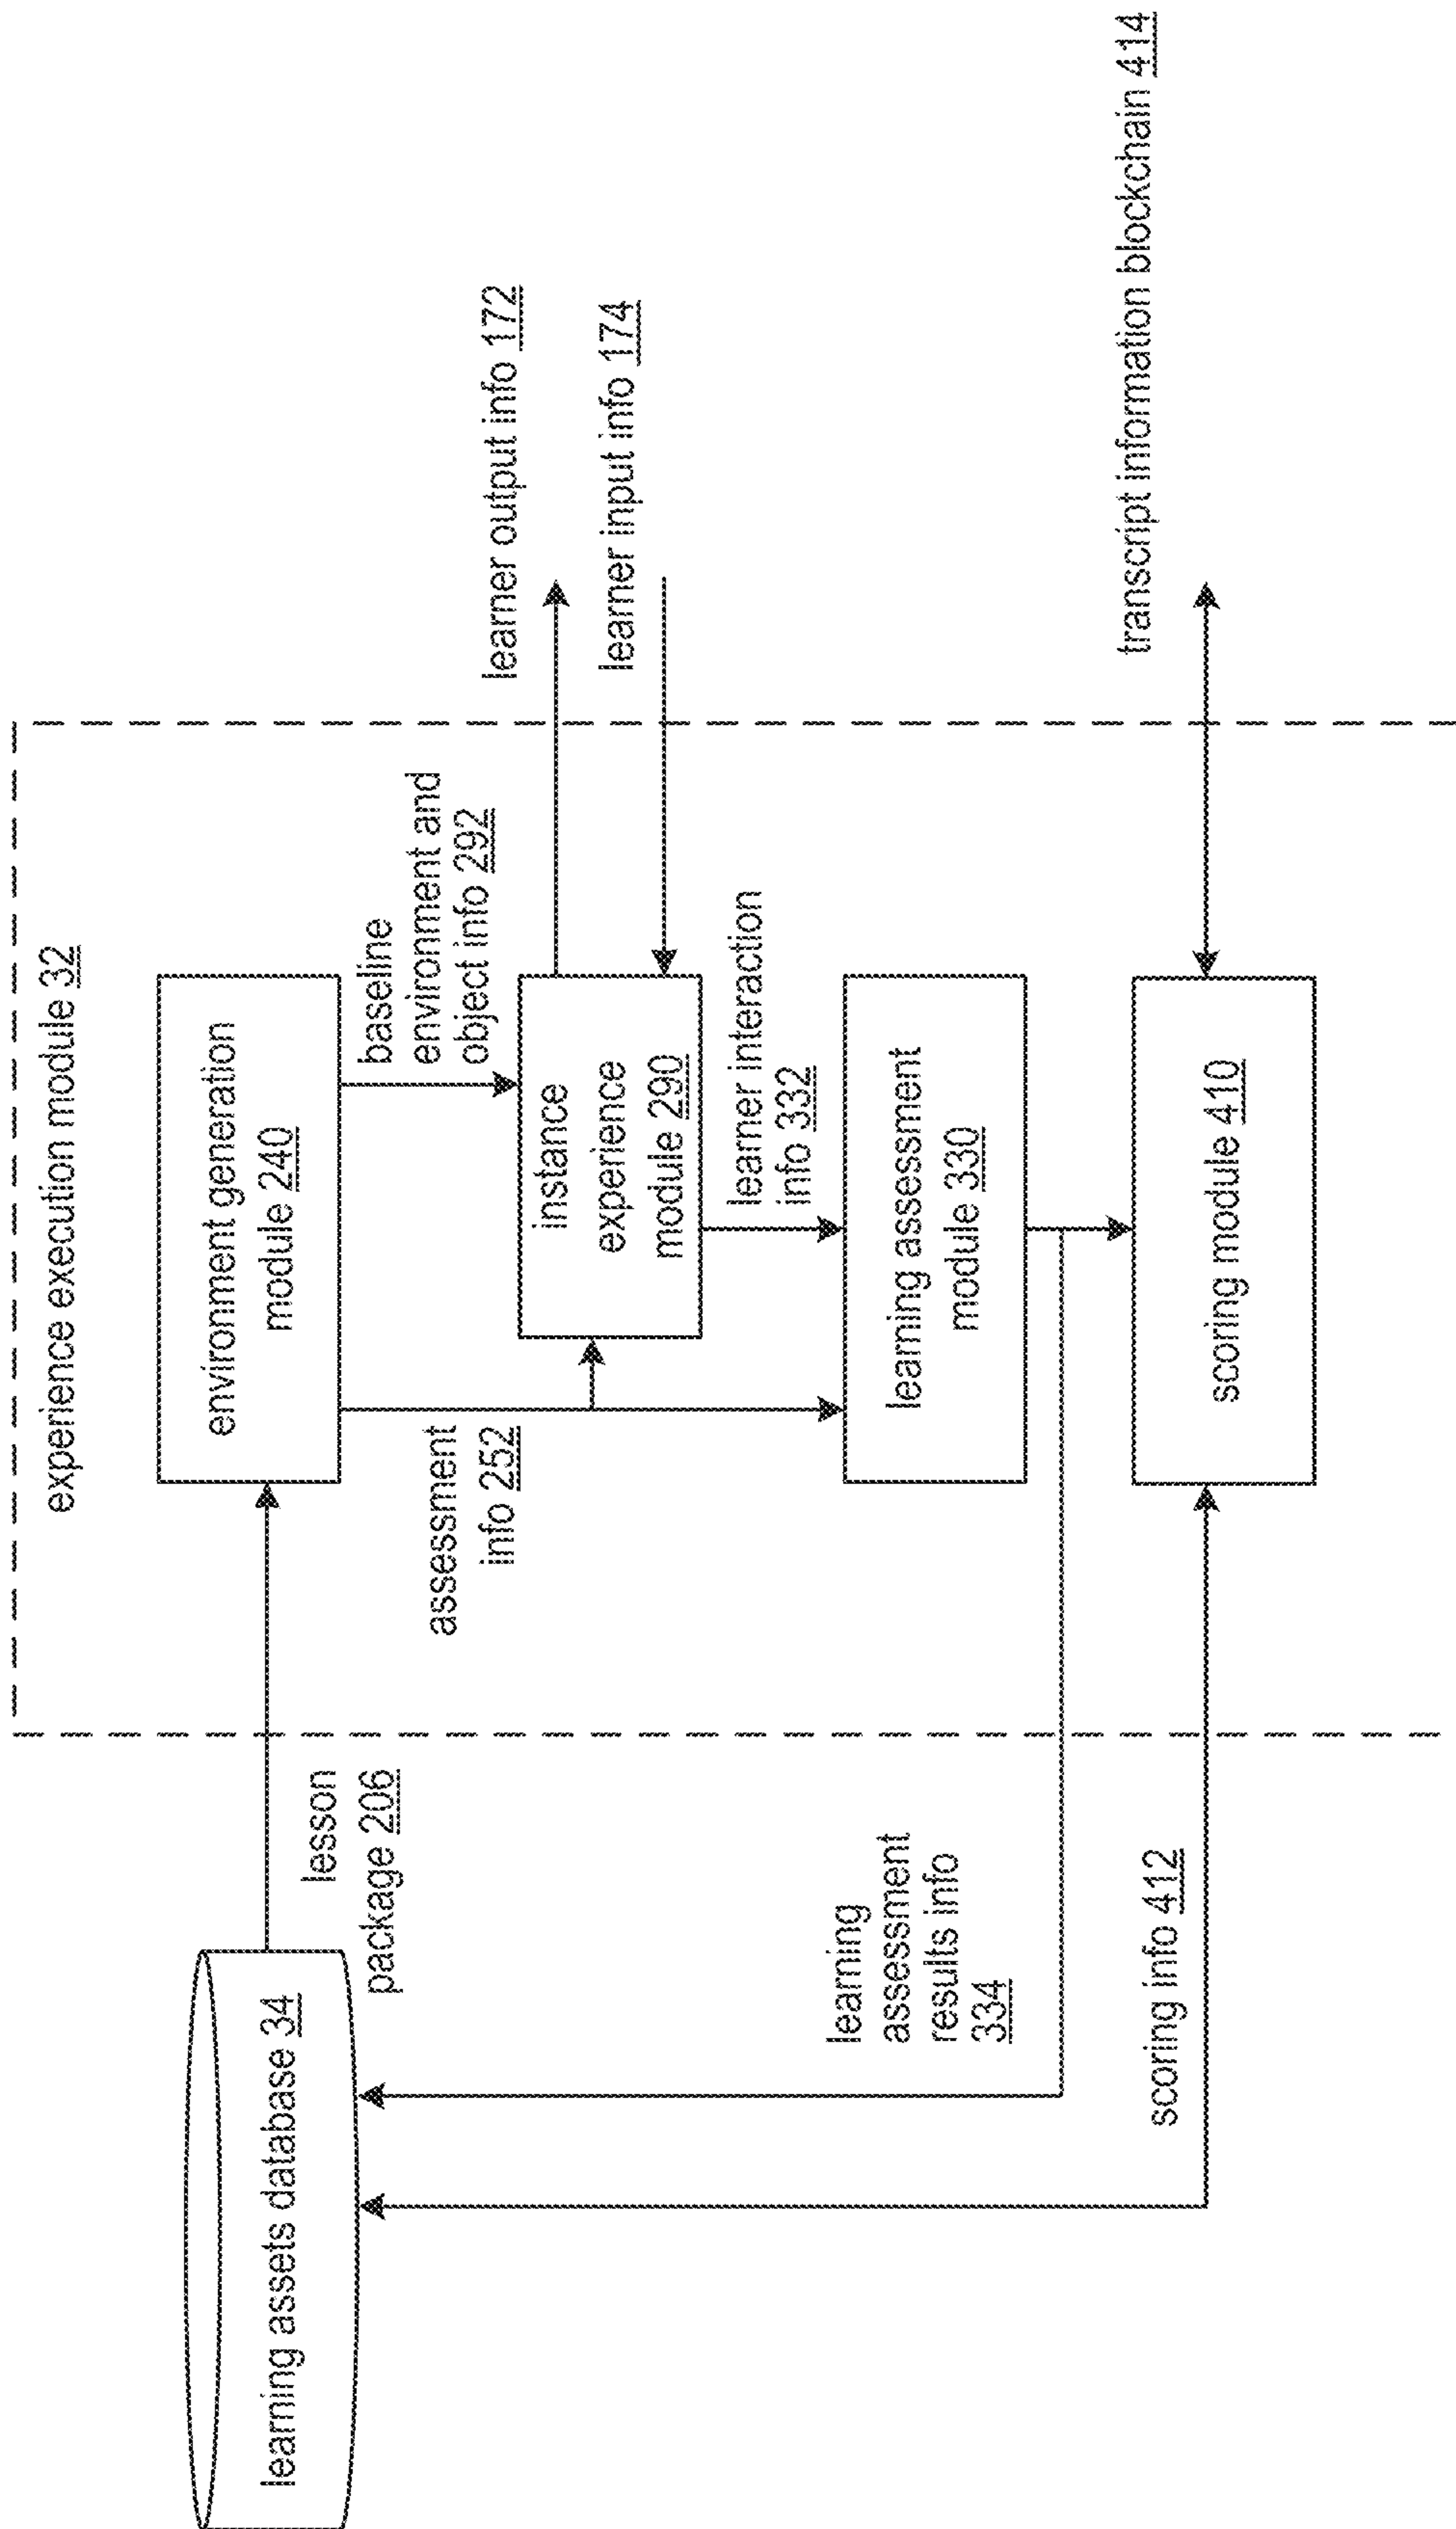 experience execution module 32
learning assets database 34
lesson
package 206
environment generation
module 240
assessment
info 252
baseline
environment and
object info 292
instance
experience
module 290
learner output info 172
learner input info 174
learner interaction
info 332
learning assessment
module 330
learning
assessment
results info
334
scoring info 412
scoring module 410
transcript information blockchain 414